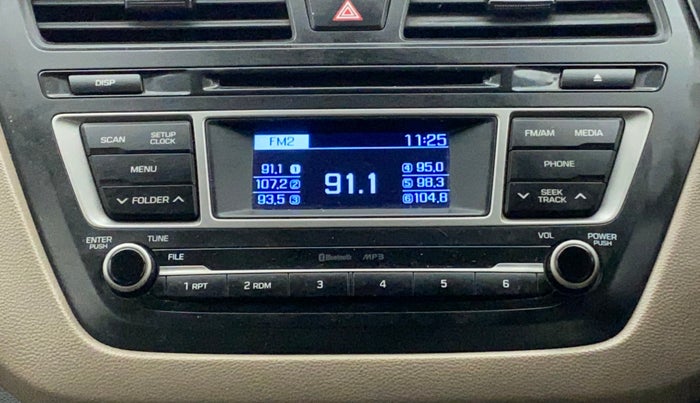 DISP
SCAN SETUP CLOCK
MENU
FOLDER
FM2 11:25
91.1 1 91.1 4 95.0
107.2 2 5 98.3
93.5 3 6 104.8
FM/AM MEDIA
PHONE
SEEK TRACK
ENTER PUSH TUNE
FILE
Bluetooth MP3
VOL POWER PUSH
1 RPT 2 RDM 3 4 5 6